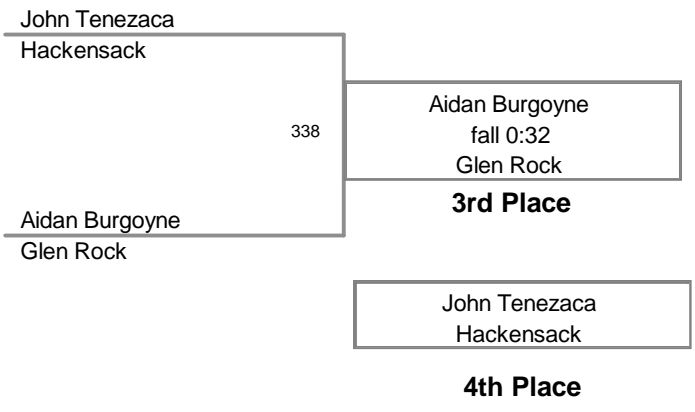 John Tenezaca
Hackensack
338
Aidan Burgoyne
fall 0:32
Glen Rock
3rd Place
Aidan Burgoyne
Glen Rock
John Tenezaca
Hackensack
4th Place